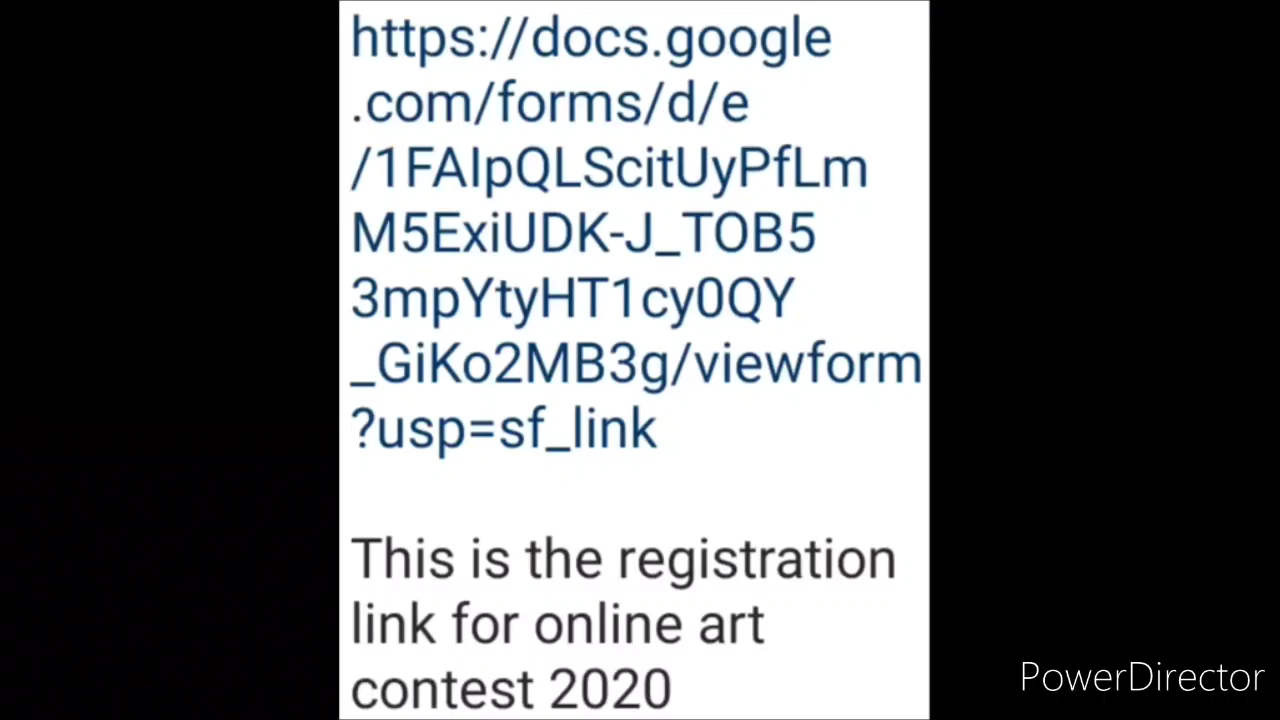 https://docs.google
.com/forms/d/e
/1FAIpQLScitUyPfLm
M5ExiUDK-J_TOB5
3mpYtyHT1cy0QY
_GiKo2MB3g/viewform
?usp=sf_link
This is the registration
link for online art
contest 2020
PowerDirector